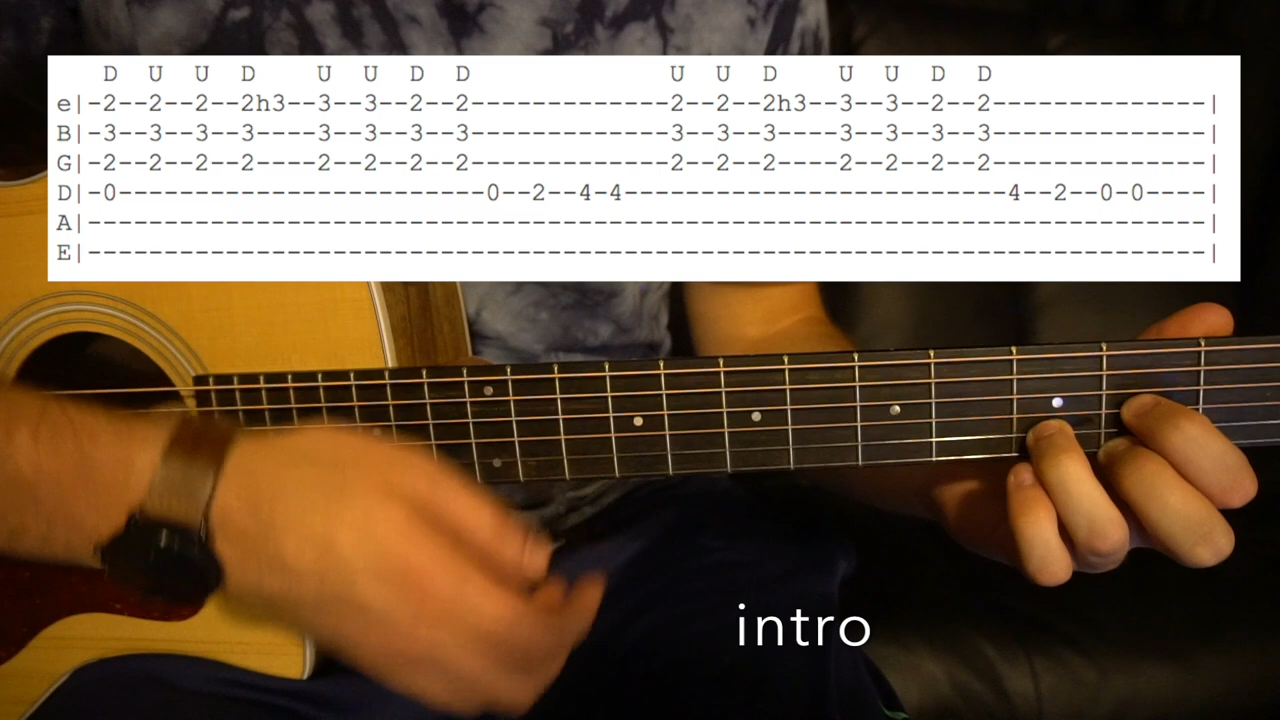 D  U  U  D    U  U  D  D             U  U  D    U  U  D  D
e|-2--2--2--2h3--3--3--2--2-------------2--2--2h3--3--3--2--2--------------|
B|-3--3--3--3----3--3--3--3-------------3--3--3----3--3--3--3--------------|
G|-2--2--2--2----2--2--2--2-------------2--2--2----2--2--2--2--------------|
D|-0------------------------0--2--4-4-------------------------4--2--0-0----|
A|-------------------------------------------------------------------------|
E|-------------------------------------------------------------------------|
intro